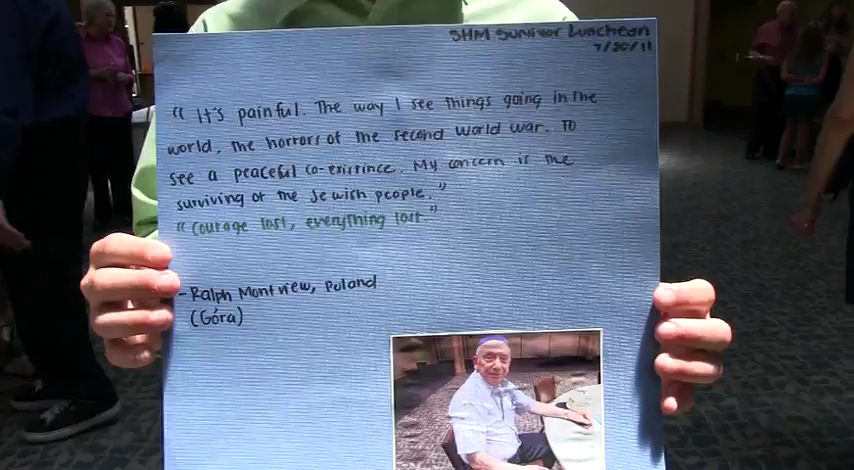 SHM Survivor Luncheon
7/20/11
"It's painful. The way I see things going in the
world, the horrors of the second world war. To
see a peaceful co-existince. My concern is the
surviving of the Jewish people."
"Courage lost, everything lost."
- Ralph Montview, Poland
(Góra)